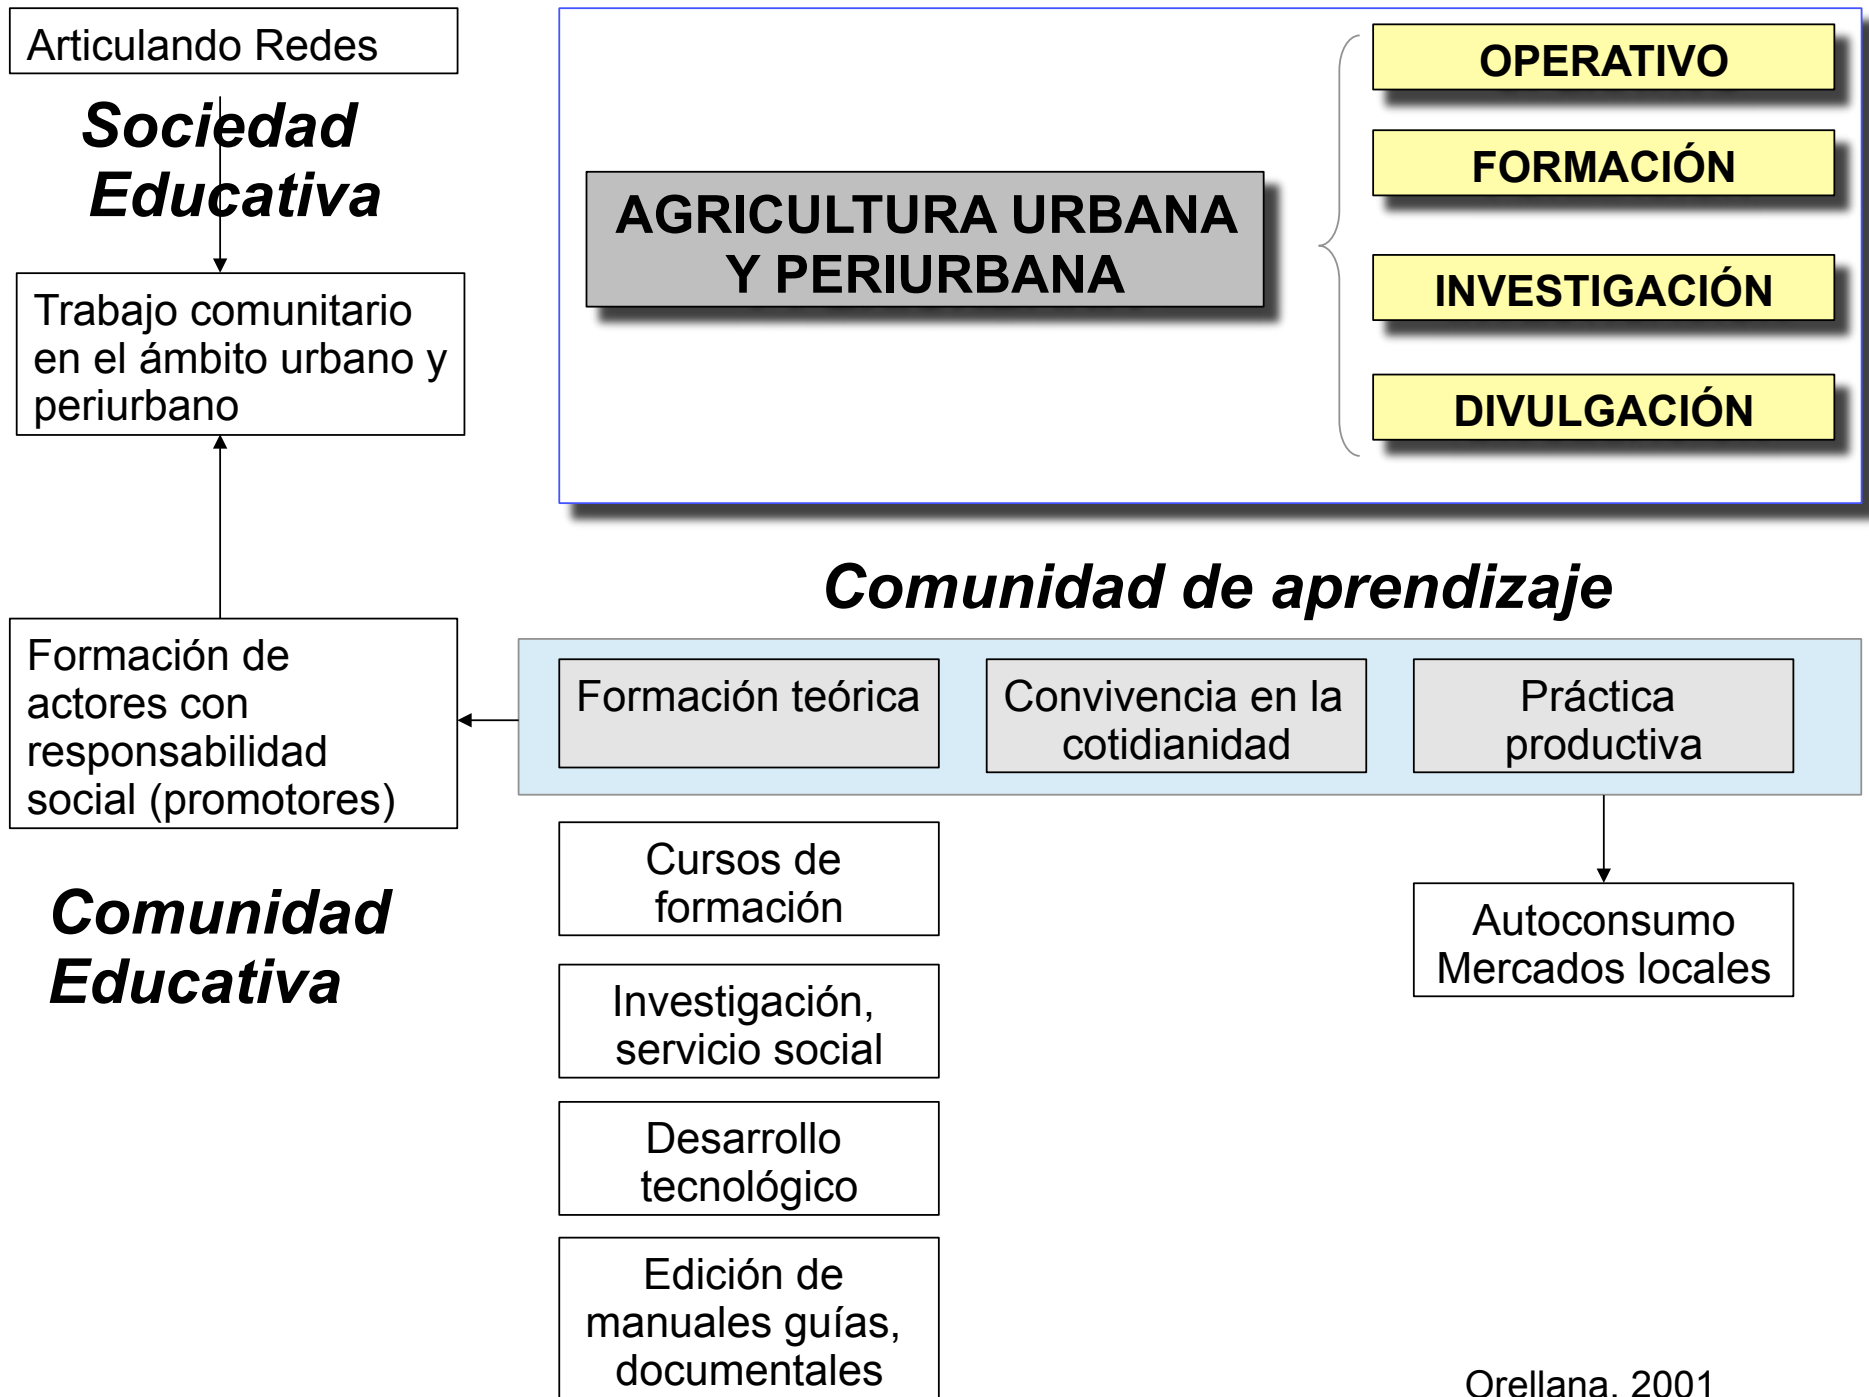 Articulando Redes
Sociedad
Educativa
Trabajo comunitario
en el ámbito urbano y
periurbano
AGRICULTURA URBANA
Y PERIURBANA
OPERATIVO
FORMACIÓN
INVESTIGACIÓN
DIVULGACIÓN
Comunidad de aprendizaje
Formación de
actores con
responsabilidad
social (promotores)
Formación teórica
Convivencia en la
cotidianidad
Práctica
productiva
Comunidad
Educativa
Cursos de
formación
Investigación,
servicio social
Desarrollo
tecnológico
Edición de
manuales guías,
documentales
Autoconsumo
Mercados locales
Orellana, 2001